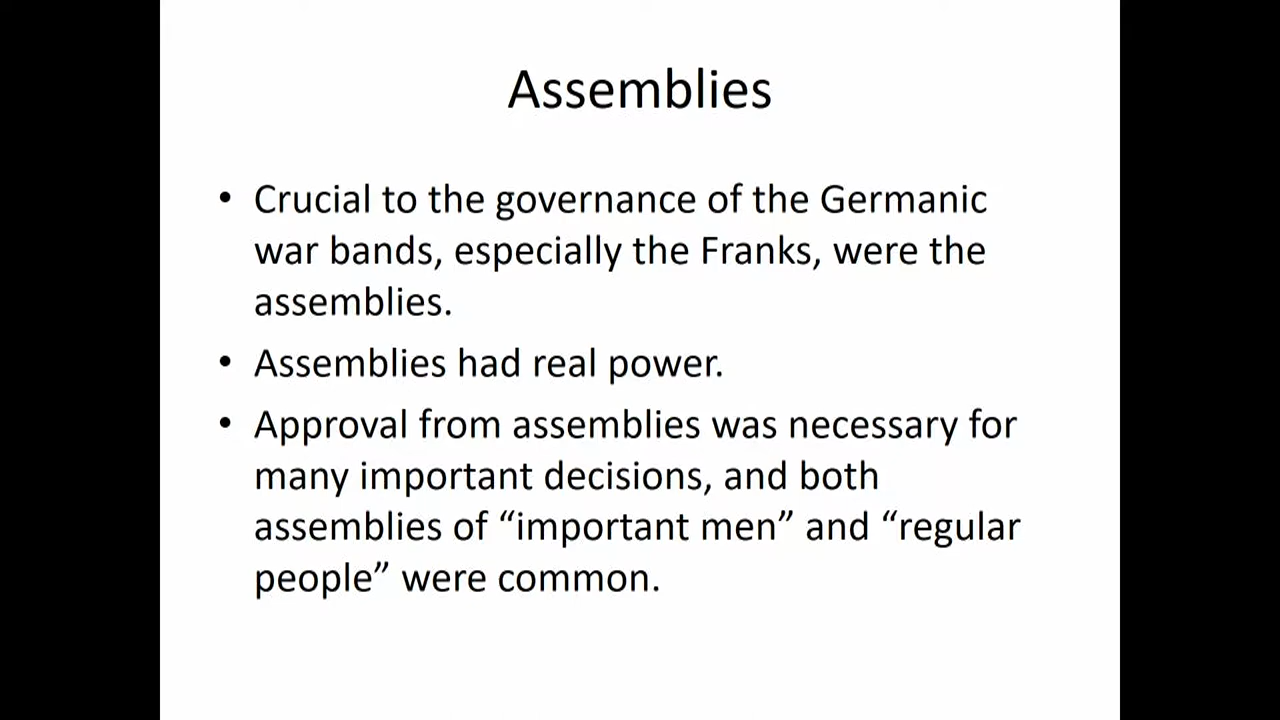 Assemblies
• Crucial to the governance of the Germanic
war bands, especially the Franks, were the
assemblies.
• Assemblies had real power.
• Approval from assemblies was necessary for
many important decisions, and both
assemblies of “important men” and “regular
people” were common.